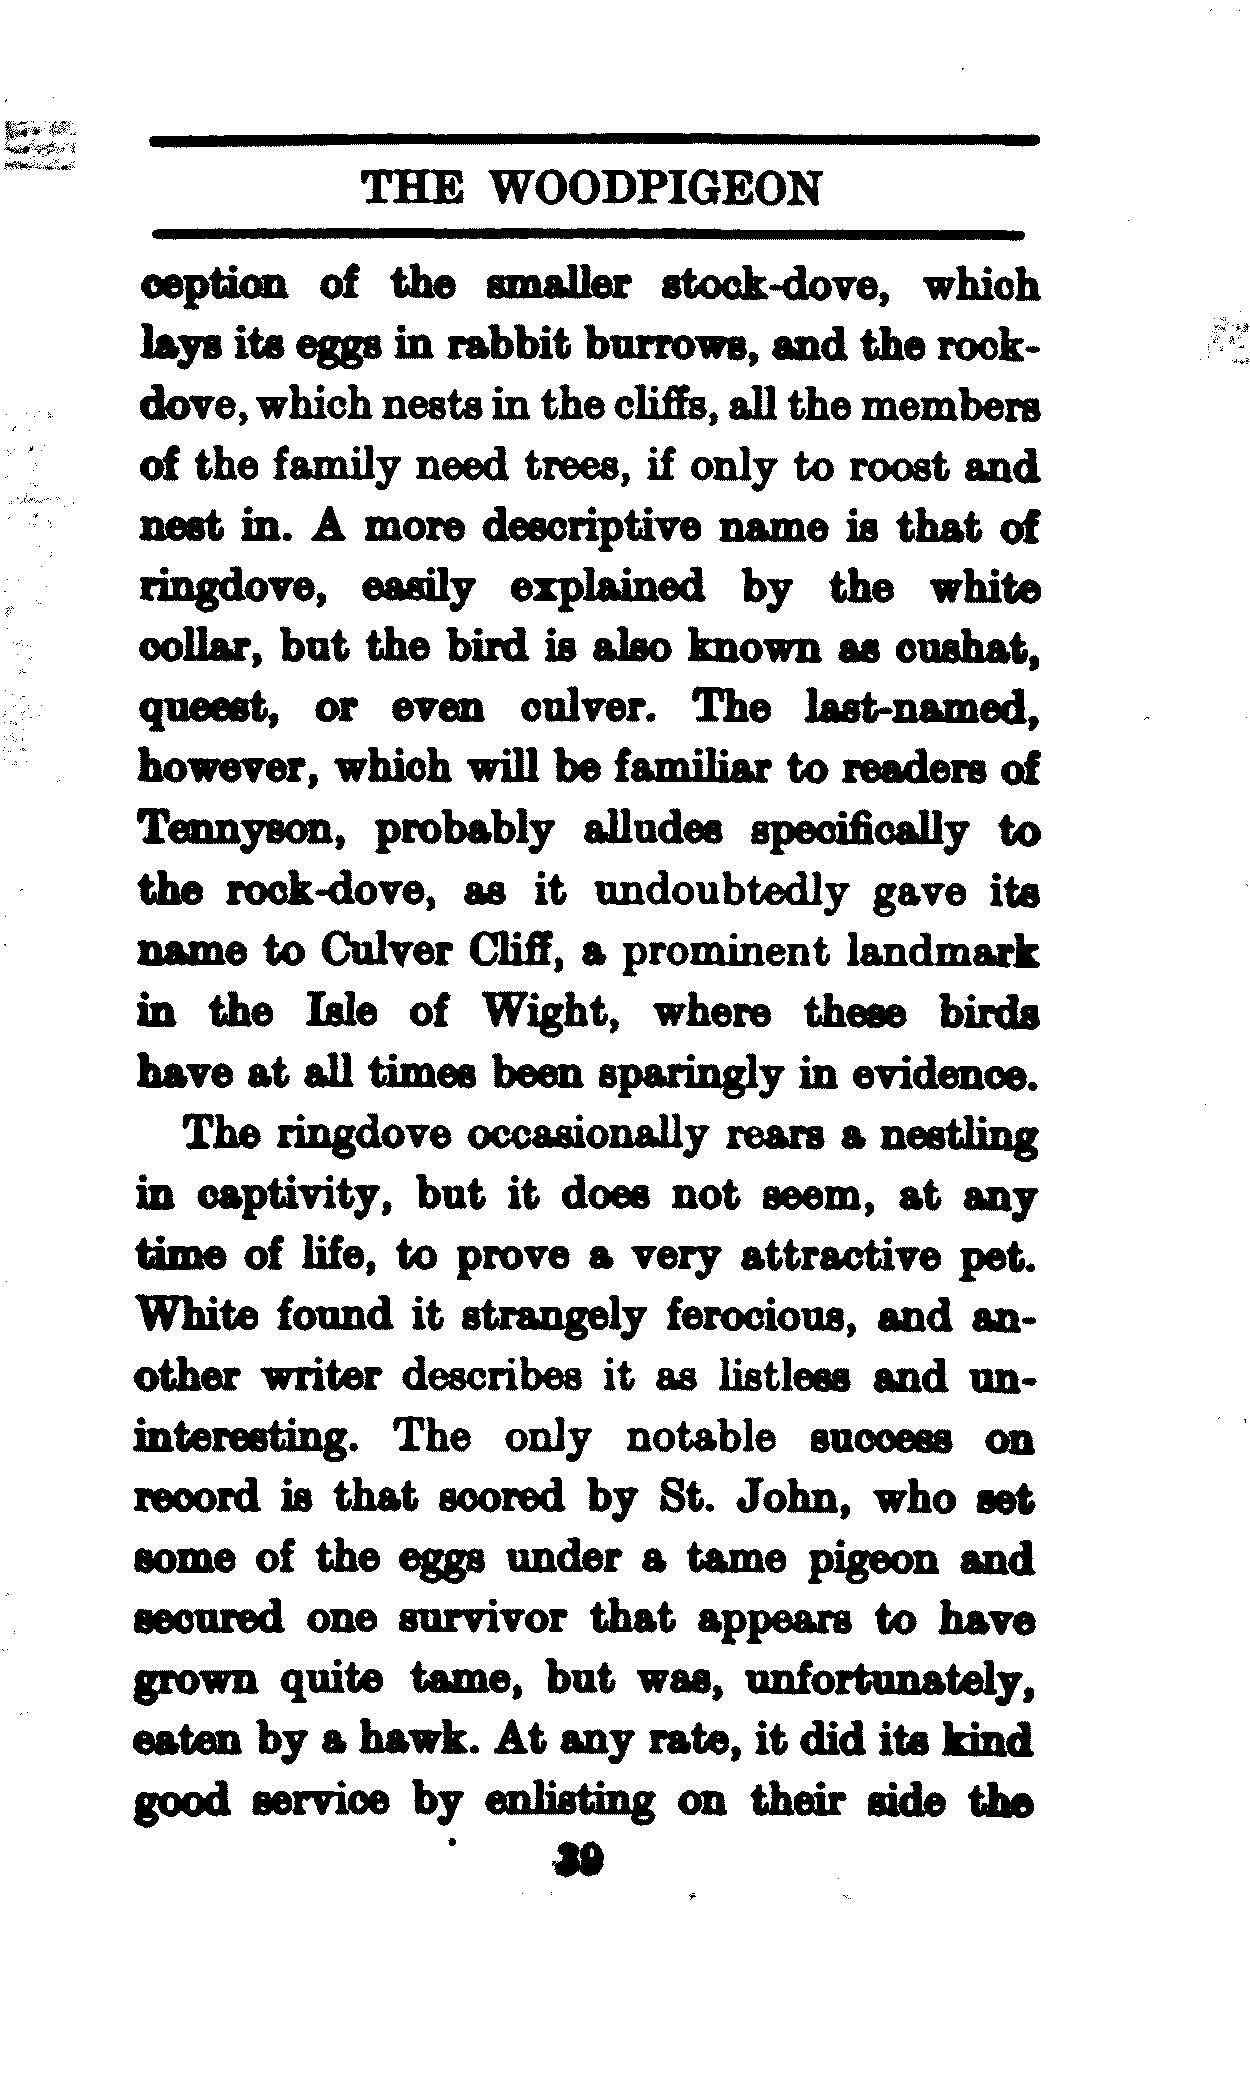 THE WOODPIGEON
ception of the smaller stock-dove, which
lays its eggs in rabbit burrows, and the rock-
dove, which nests in the cliffs, all the members
of the family need trees, if only to roost and
nest in. A more descriptive name is that of
ringdove, easily explained by the white
collar, but the bird is also known as cushat,
queest, or even culver. The last-named,
however, which will be familiar to readers of
Tennyson, probably alludes specifically to
the rock-dove, as it undoubtedly gave its
name to Culver Cliff, a prominent landmark
in the Isle of Wight, where these birds
have at all times been sparingly in evidence.
The ringdove occasionally rears a nestling
in captivity, but it does not seem, at any
time of life, to prove a very attractive pet.
White found it strangely ferocious, and an-
other writer describes it as listless and un-
interesting. The only notable success on
record is that scored by St. John, who set
some of the eggs under a tame pigeon and
secured one survivor that appears to have
grown quite tame, but was, unfortunately,
eaten by a hawk. At any rate, it did its kind
good service by enlisting on their side the
39